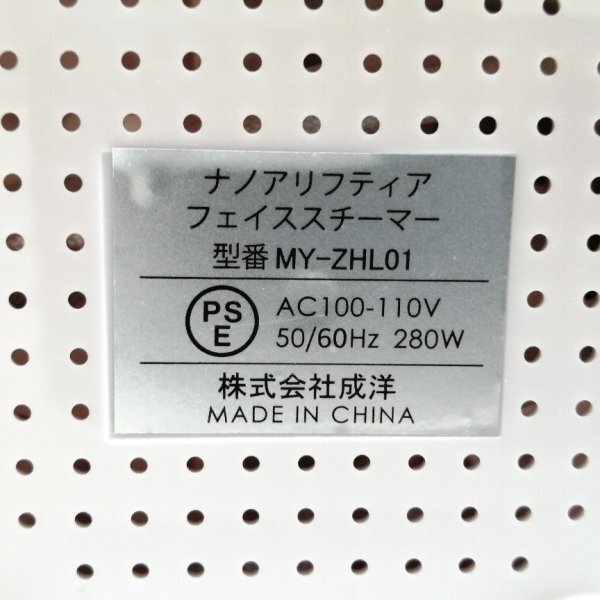 ナノアリフティア
フェイススチーマー
型番 MY-ZHL01
PS
E
AC100-110V
50/60Hz 280W
株式会社成洋
MADE IN CHINA